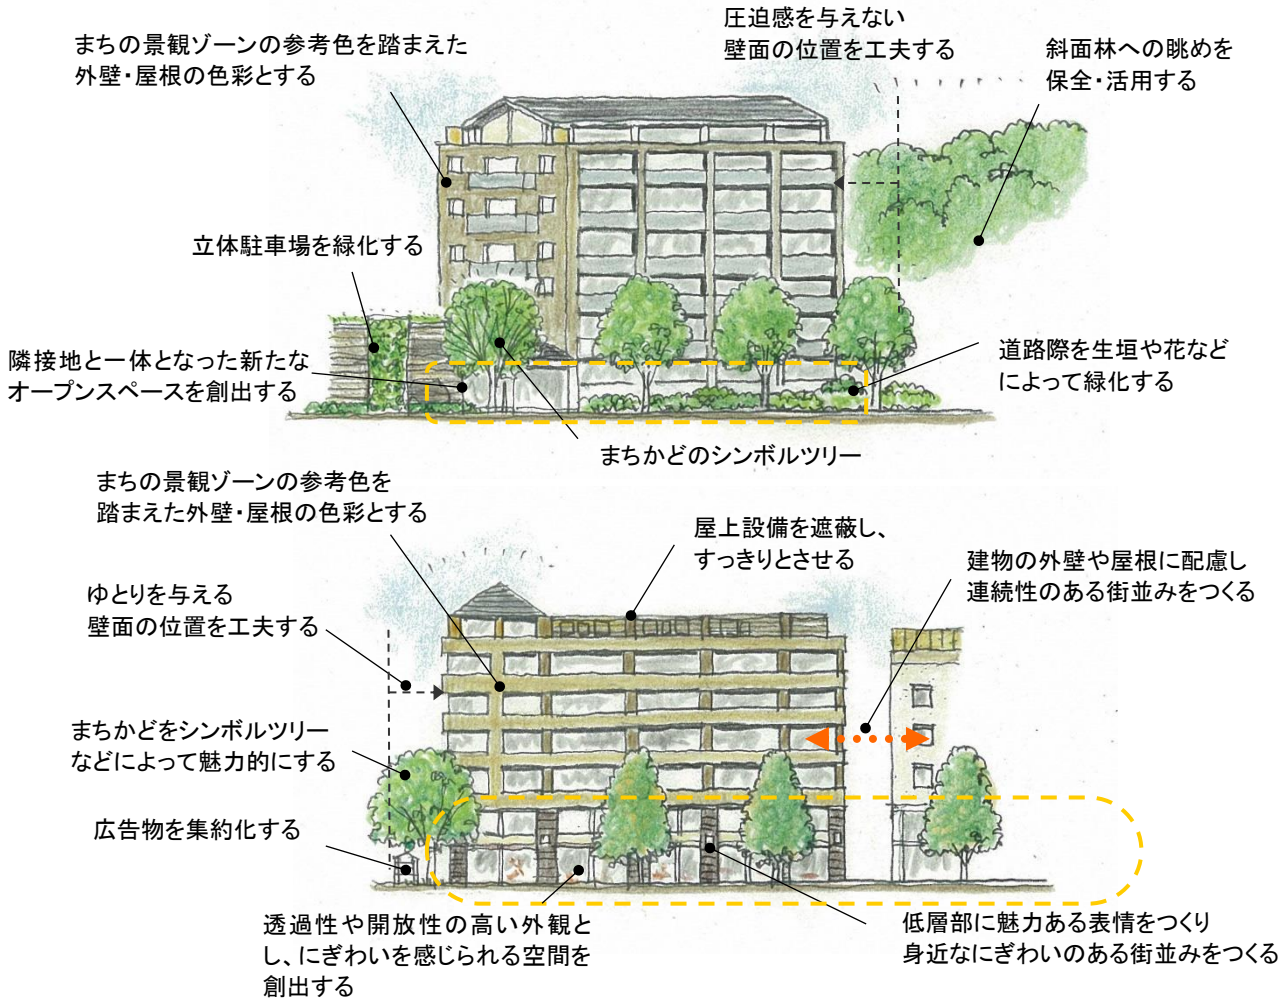 圧迫感を与えない
壁面の位置を工夫する
まちの景観ゾーンの参考色を踏まえた
外壁・屋根の色彩とする
斜面林への眺めを
保全・活用する
立体駐車場を緑化する
隣接地と一体となった新たな
オープンスペースを創出する
道路際を生垣や花など
によって緑化する
まちかどのシンボルツリー
まちの景観ゾーンの参考色を
踏まえた外壁・屋根の色彩とする
屋上設備を遮蔽し、
すっきりとさせる
建物の外壁や屋根に配慮し
連続性のある街並みをつくる
ゆとりを与える
壁面の位置を工夫する
まちかどをシンボルツリー
などによって魅力的にする
広告物を集約化する
透過性や開放性の高い外観と
し、にぎわいを感じられる空間を
創出する
低層部に魅力ある表情をつくり
身近なにぎわいのある街並みをつくる